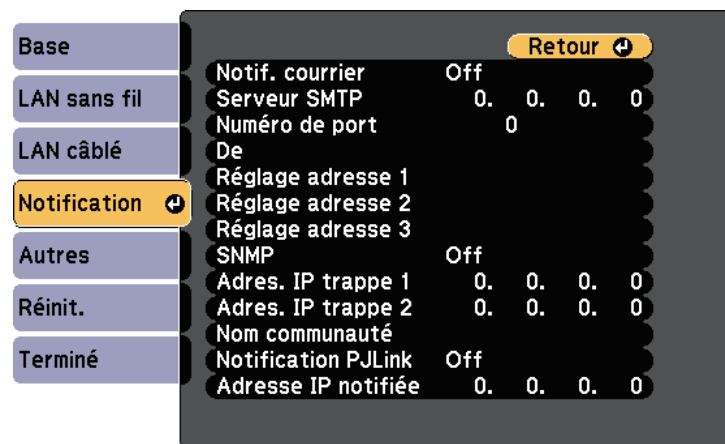 Base
LAN sans fil
LAN câblé
Notification
Autres
Réinit.
Terminé
Retour
Notif. courrier Off
Serveur SMTP 0. 0. 0. 0
Numéro de port 0
De
Réglage adresse 1
Réglage adresse 2
Réglage adresse 3
SNMP Off
Adres. IP trappe 1 0. 0. 0. 0
Adres. IP trappe 2 0. 0. 0. 0
Nom communauté
Notification PJLink Off
Adresse IP notifiée 0. 0. 0. 0